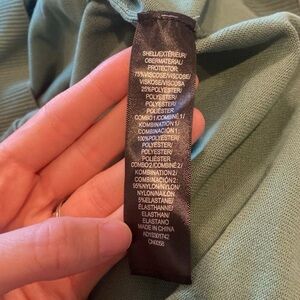 SHELL/EXTÉRIEUR/
OBERMATERIAL/
PROTECTOR:
75%VISCOSE/VISCOSE/
VISKOSE/VISCOSA
25%POLYESTER/
POLYESTER/
POLYESTER/
POLIÉSTER
COMBO1/COMBINÉ 1/
KOMBINATION 1/
COMBINACIÓN 1:
100%POLYESTER/
POLYESTER/
POLYESTER/
POLIÉSTER
COMBO2/COMBINÉ 2/
KOMBINATION 2/
COMBINACIÓN 2:
95%NYLON/NYLON/
NYLON/NAILON
5%ELASTANE/
ÉLASTHANNE/
ELASTHAN/
ELASTANO
MADE IN CHINA